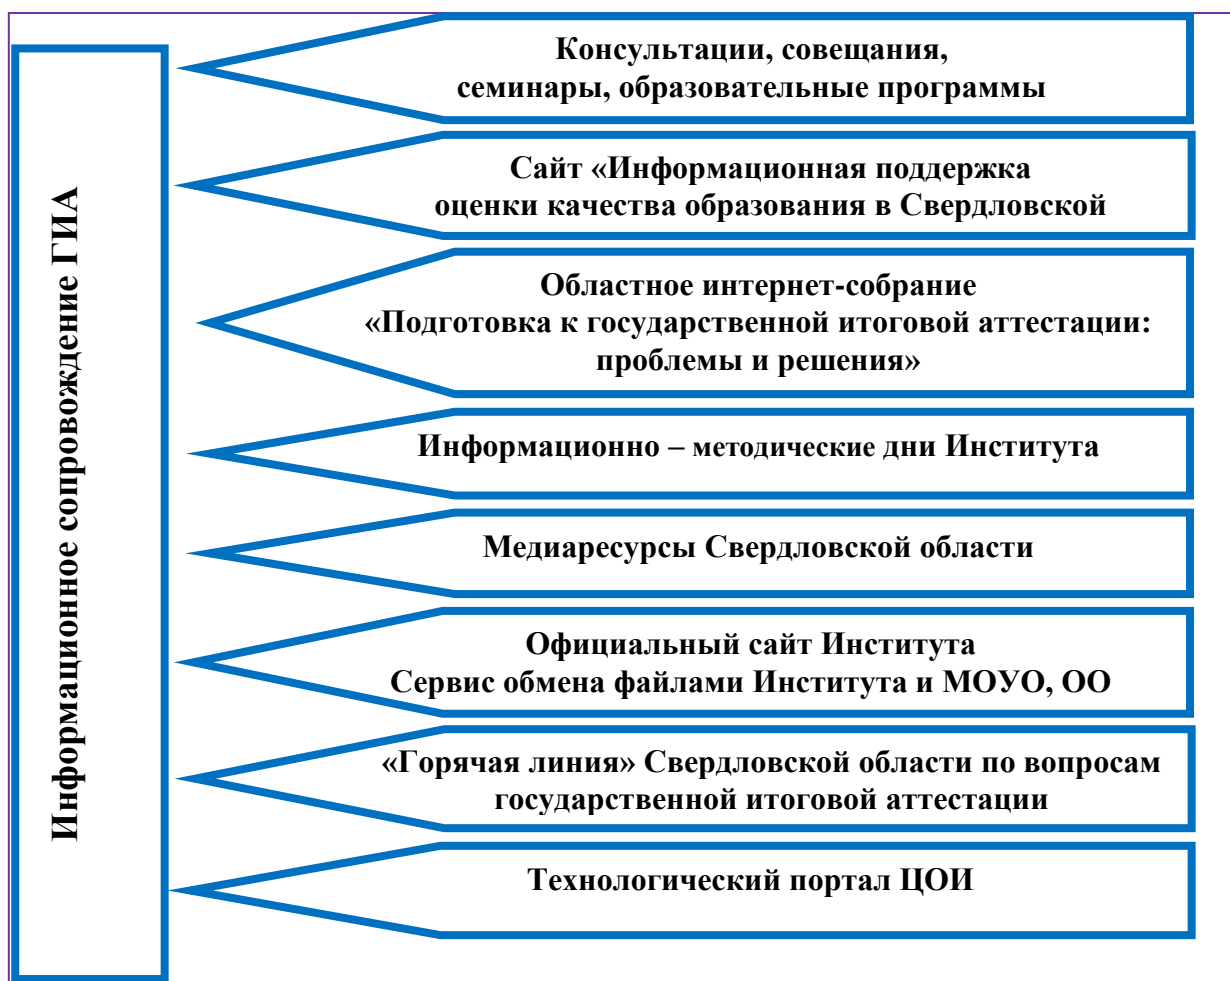 Информационное сопровождение ГИА
Консультации, совещания,
семинары, образовательные программы
Сайт «Информационная поддержка
оценки качества образования в Свердловской
Областное интернет-собрание
«Подготовка к государственной итоговой аттестации:
проблемы и решения»
Информационно – методические дни Института
Медиаресурсы Свердловской области
Официальный сайт Института
Сервис обмена файлами Института и МОУО, ОО
«Горячая линия» Свердловской области по вопросам
государственной итоговой аттестации
Технологический портал ЦОИ